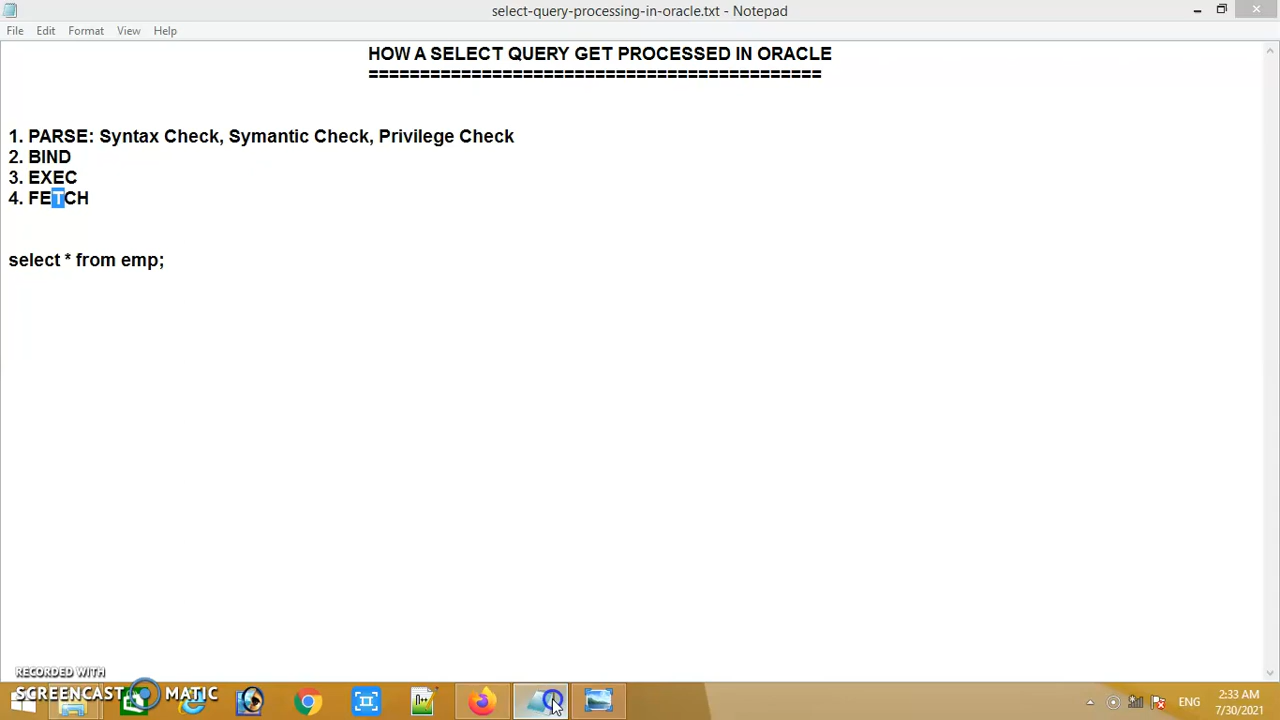 select-query-processing-in-oracle.txt - Notepad
File Edit Format View Help
HOW A SELECT QUERY GET PROCESSED IN ORACLE
============================================
1. PARSE: Syntax Check, Symantic Check, Privilege Check
2. BIND
3. EXEC
4. FETCH
select * from emp;
RECORDED WITH
SCREENCAST MATIC
ENG
2:33 AM
7/30/2021